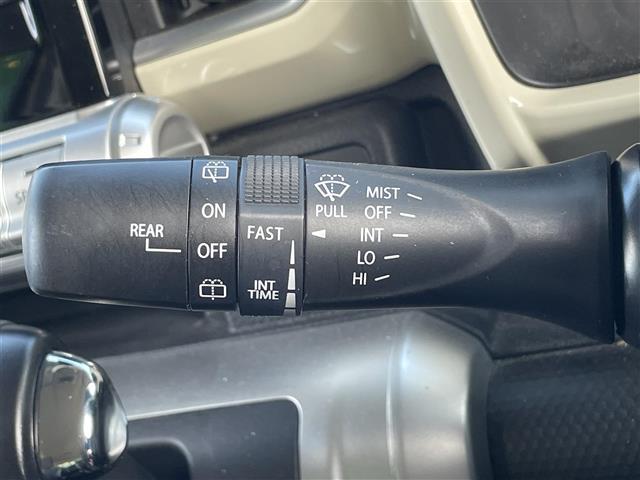 REAR
ON
OFF
FAST
INT
TIME
PULL
MIST
OFF
INT
LO
HI